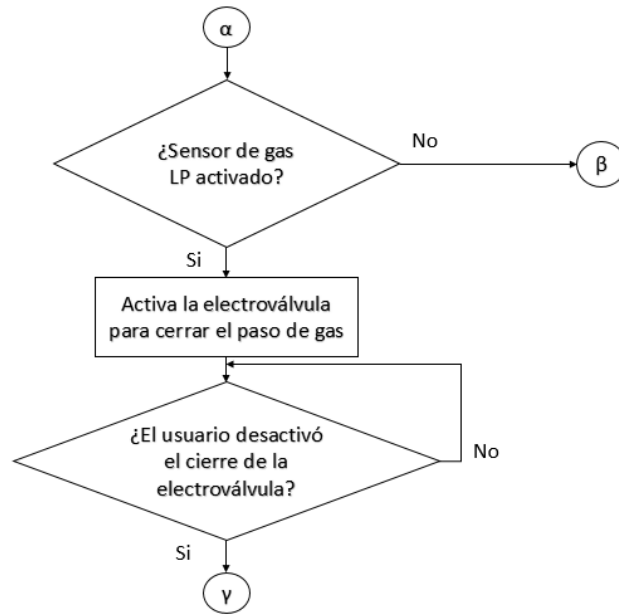 α
¿Sensor de gas
LP activado?
No
β
Si
Activa la electroválvula
para cerrar el paso de gas
¿El usuario desactivó
el cierre de la
electroválvula?
No
Si
γ